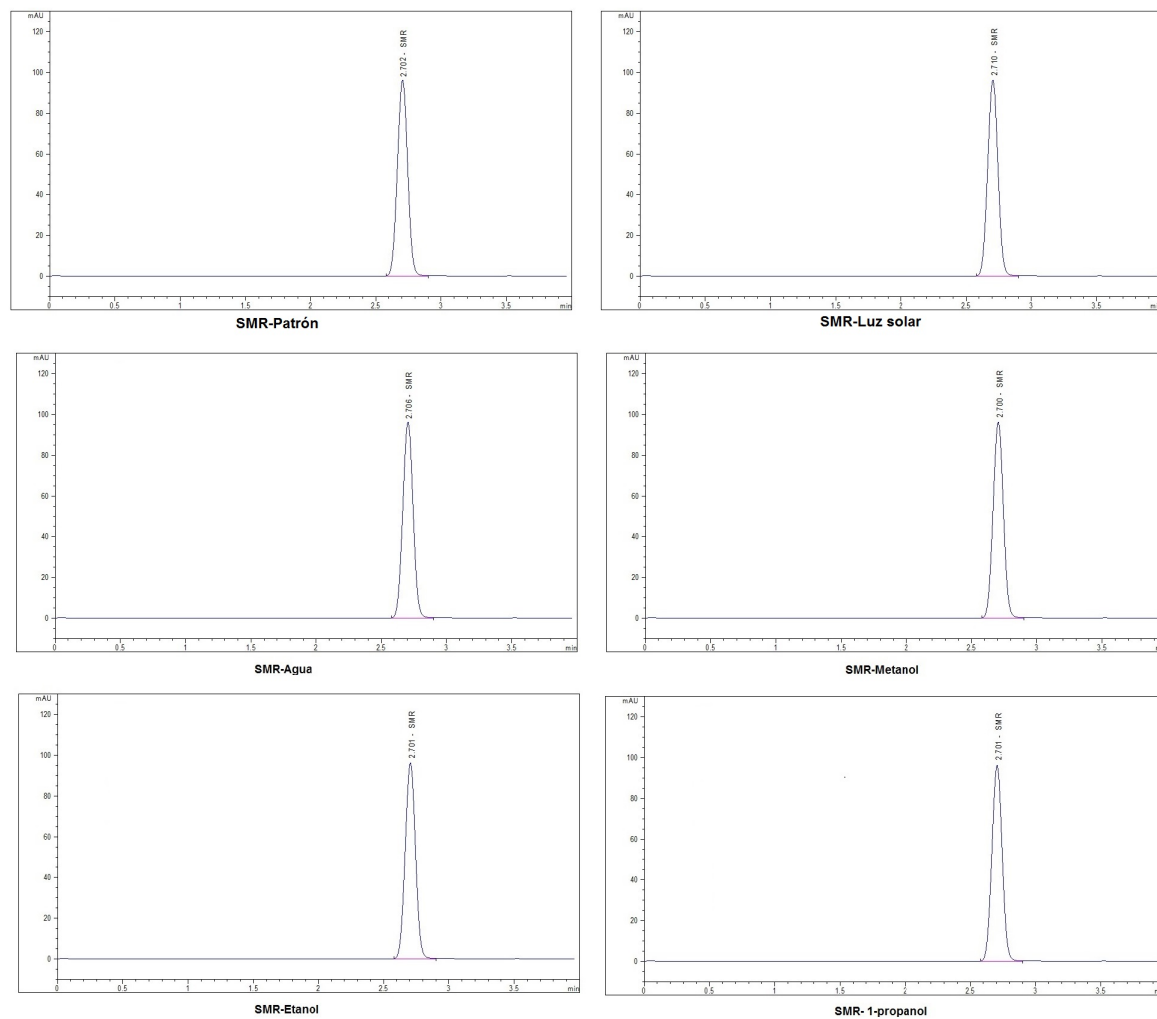 mAU
120
100
80
60
40
20
0
2.702 - SMR
0 0.5 1 1.5 2 2.5 3 3.5 min
SMR-Patrón
mAU
120
100
80
60
40
20
0
2.710 - SMR
0 0.5 1 1.5 2 2.5 3 3.5 min
SMR-Luz solar
mAU
120
100
80
60
40
20
0
2.706 - SMR
0 0.5 1 1.5 2 2.5 3 3.5 min
SMR-Agua
mAU
120
100
80
60
40
20
0
2.700 - SMR
0 0.5 1 1.5 2 2.5 3 3.5 min
SMR-Metanol
mAU
120
100
80
60
40
20
0
2.701 - SMR
0 0.5 1 1.5 2 2.5 3 3.5 min
SMR-Etanol
mAU
120
100
80
60
40
20
0
2.701 - SMR
0 0.5 1 1.5 2 2.5 3 3.5 min
SMR- 1-propanol